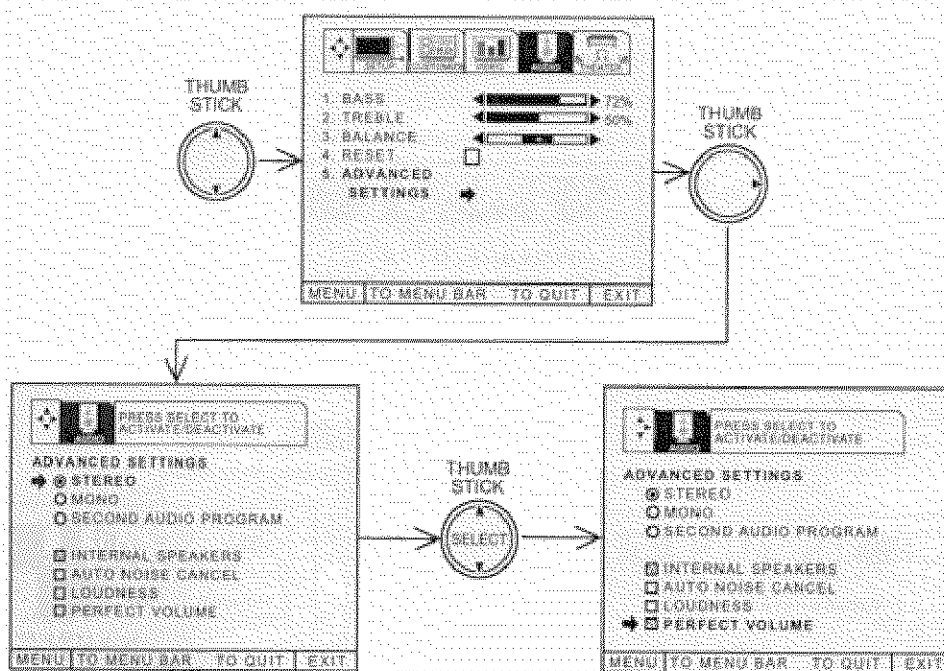 THUMB
STICK
1. BASS 72%
2. TREBLE 50%
3. BALANCE
4. RESET
5. ADVANCED
SETTINGS
MENU TO MENU BAR TO QUIT EXIT
THUMB
STICK
PRESS SELECT TO
ACTIVATE/DEACTIVATE
ADVANCED SETTINGS
STEREO
MONO
SECOND AUDIO PROGRAM
INTERNAL SPEAKERS
AUTO NOISE CANCEL
LOUDNESS
PERFECT VOLUME
MENU TO MENU BAR TO QUIT EXIT
THUMB
STICK
SELECT
PRESS SELECT TO
ACTIVATE/DEACTIVATE
ADVANCED SETTINGS
STEREO
MONO
SECOND AUDIO PROGRAM
INTERNAL SPEAKERS
AUTO NOISE CANCEL
LOUDNESS
PERFECT VOLUME
MENU TO MENU BAR TO QUIT EXIT